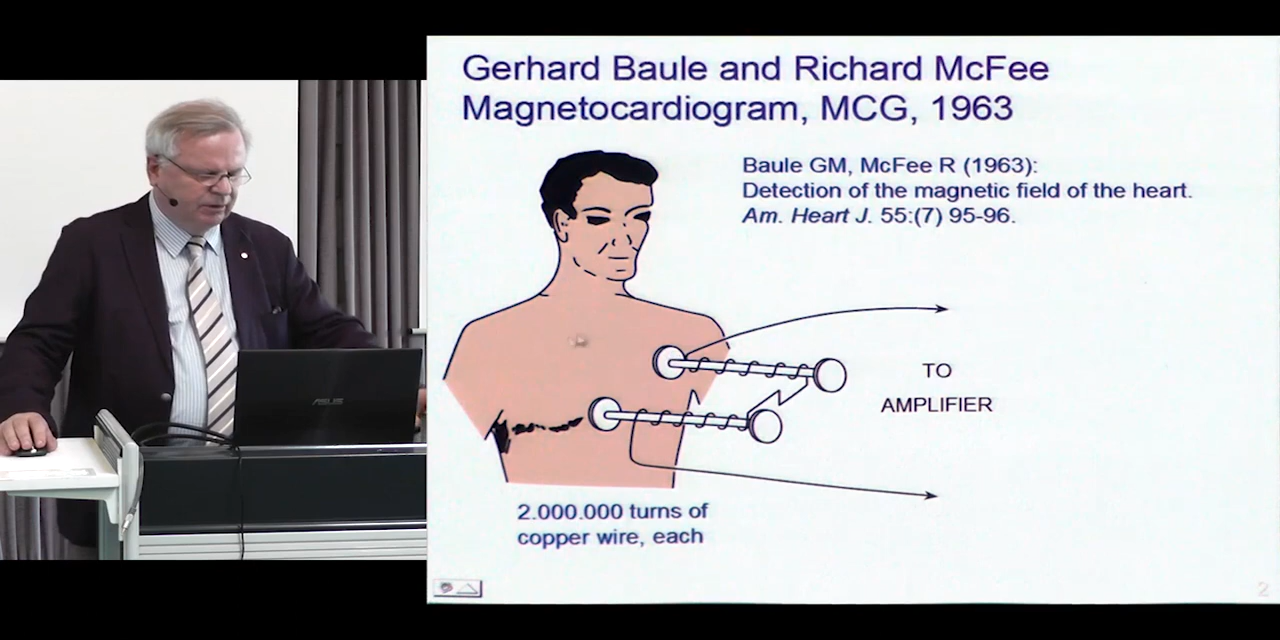 Gerhard Baule and Richard McFee
Magnetocardiogram, MCG, 1963
Baule GM, McFee R (1963):
Detection of the magnetic field of the heart.
Am. Heart J. 55:(7) 95-96.
TO
AMPLIFIER
2.000.000 turns of
copper wire, each
ASUS
2